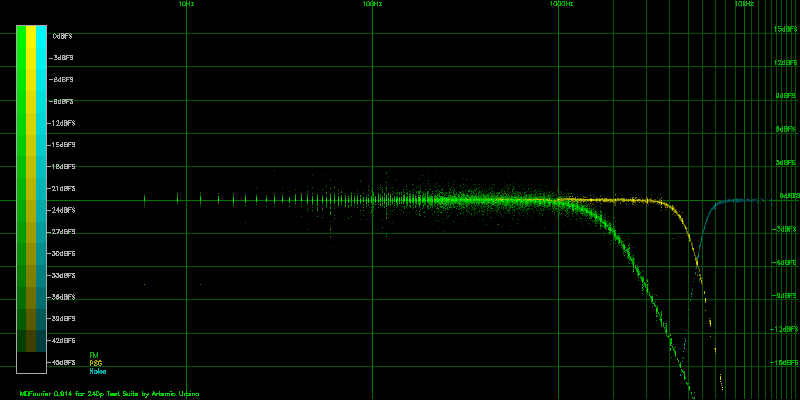 10Hz 100Hz 1000Hz 10kHz
15dBFS
0dBFS
-3dBFS
12dBFS
-6dBFS
-9dBFS
9dBFS
-12dBFS
6dBFS
-15dBFS
3dBFS
-18dBFS
-21dBFS
0dBFS
-24dBFS
-3dBFS
-27dBFS
-30dBFS
-6dBFS
-33dBFS
-36dBFS
-9dBFS
-39dBFS
-12dBFS
-42dBFS
FM
-45dBFS
-15dBFS
PSG
Noise
MDFourier 0.914 for 240p Test Suite by Artemio Urbina